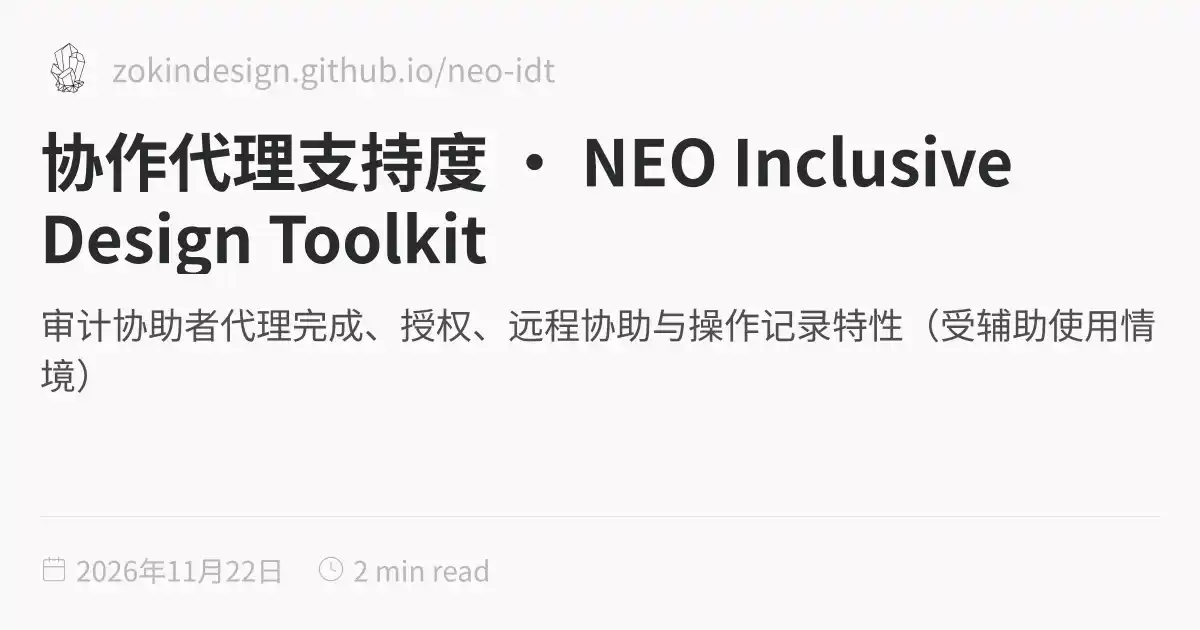 zokindesign.github.io/neo-idt
协作代理支持度 · NEO Inclusive
Design Toolkit
审计协助者代理完成、授权、远程协助与操作记录特性（受辅助使用情
境）
2026年11月22日
2 min read